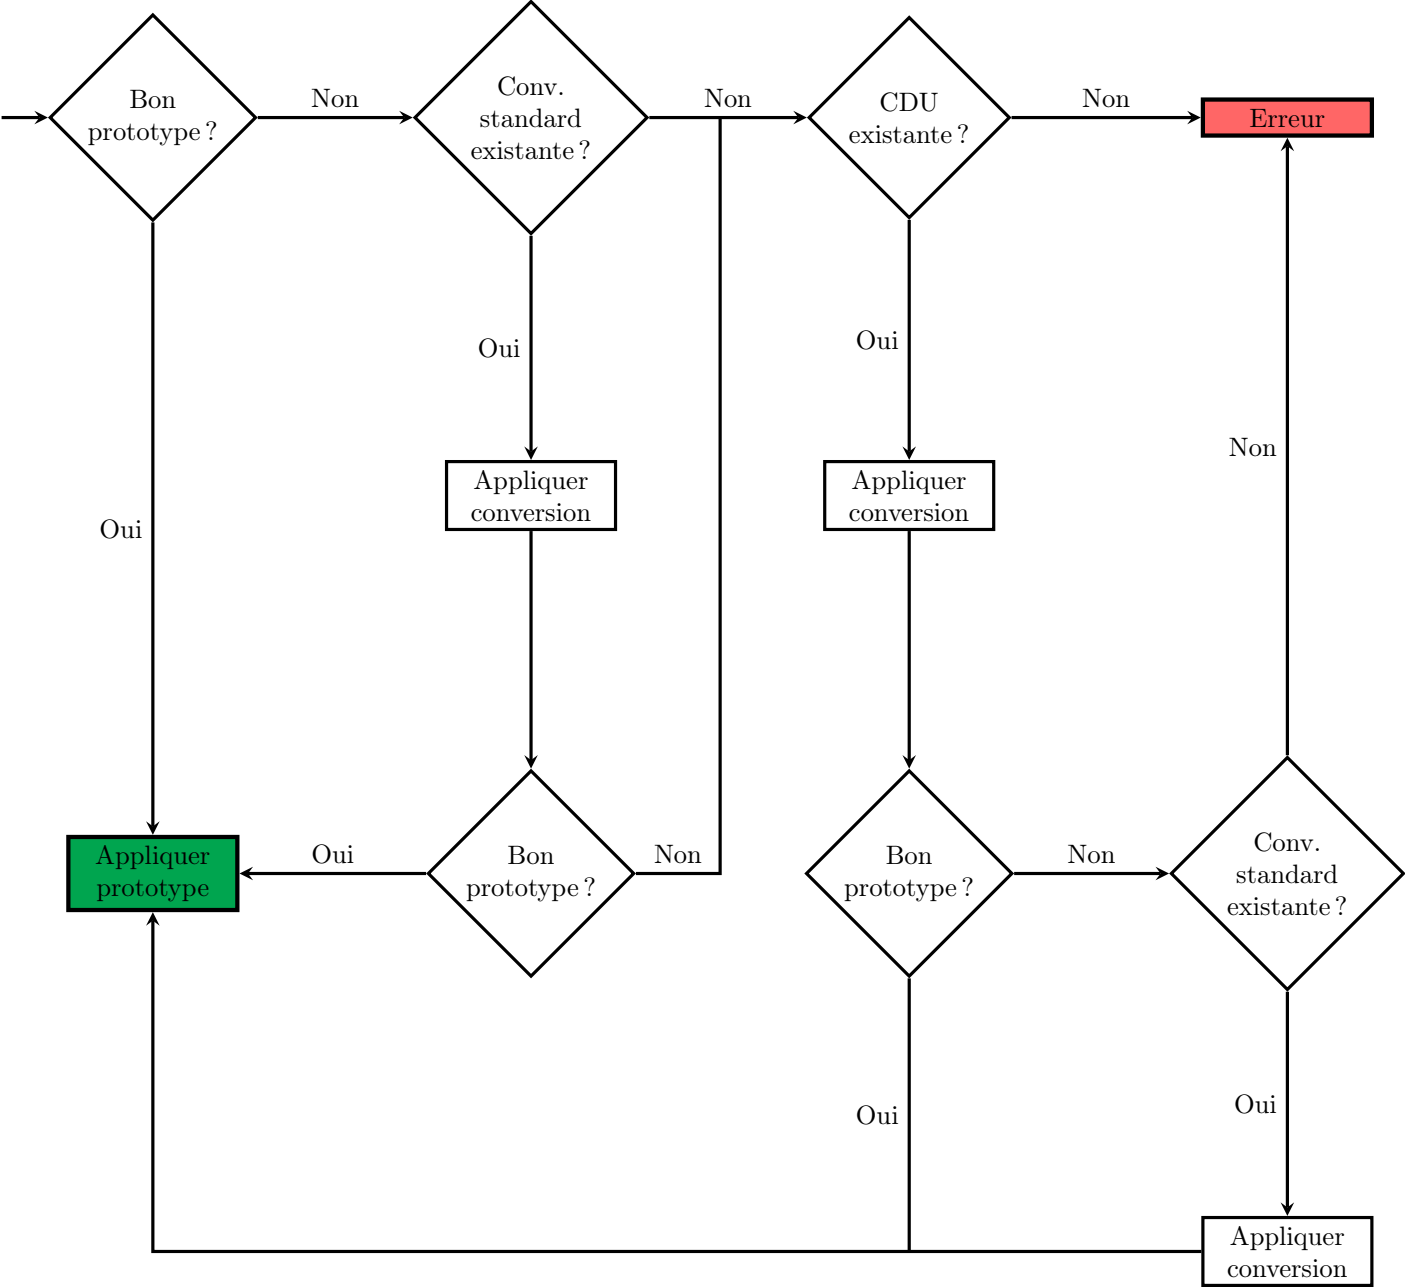 Bon
prototype ?
Non
Conv.
standard
existante ?
Non
CDU
existante ?
Non
Erreur
Oui
Oui
Non
Appliquer
conversion
Appliquer
conversion
Oui
Appliquer
prototype
Oui
Bon
prototype ?
Non
Bon
prototype ?
Non
Conv.
standard
existante ?
Oui
Oui
Appliquer
conversion